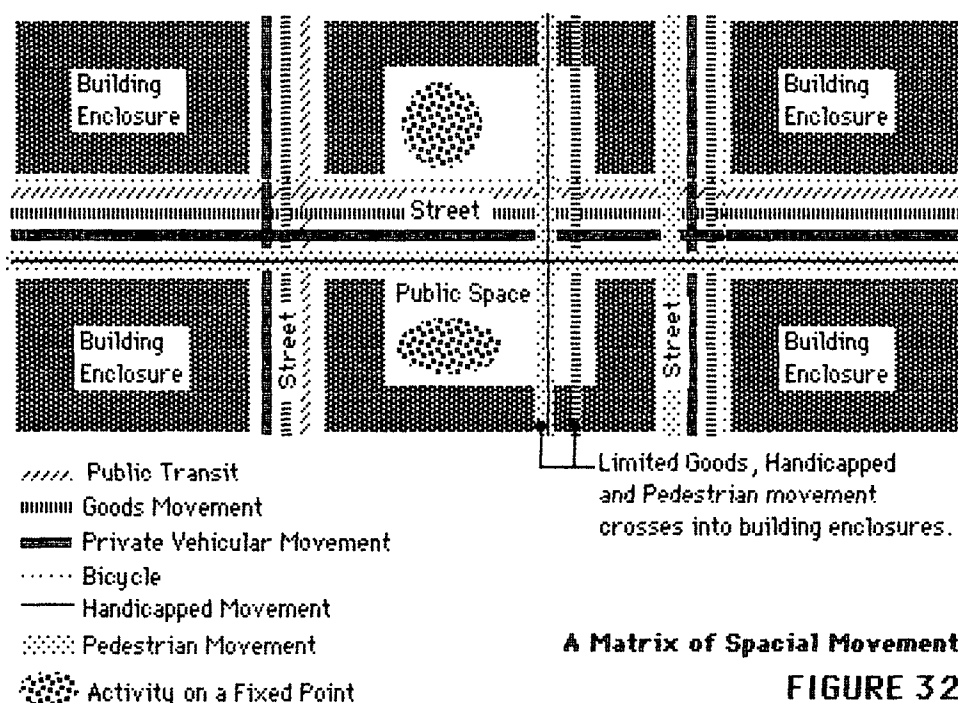 Building
Enclosure
Building
Enclosure
Street
Public Space
Building
Enclosure
Street
Street
Building
Enclosure
Public Transit
Goods Movement
Private Vehicular Movement
Bicycle
Handicapped Movement
Pedestrian Movement
Activity on a Fixed Point
Limited Goods, Handicapped
and Pedestrian movement
crosses into building enclosures.
A Matrix of Spacial Movement
FIGURE 32